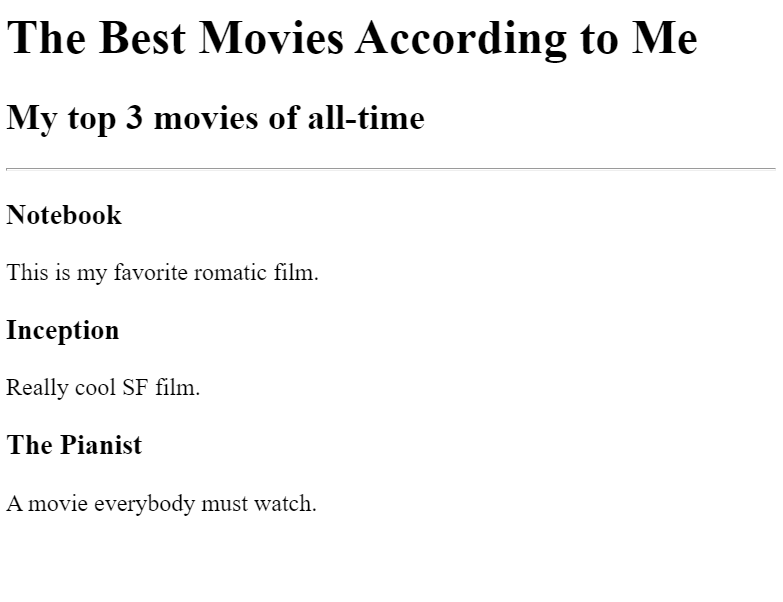 The Best Movies According to Me
My top 3 movies of all-time
Notebook
This is my favorite romatic film.
Inception
Really cool SF film.
The Pianist
A movie everybody must watch.